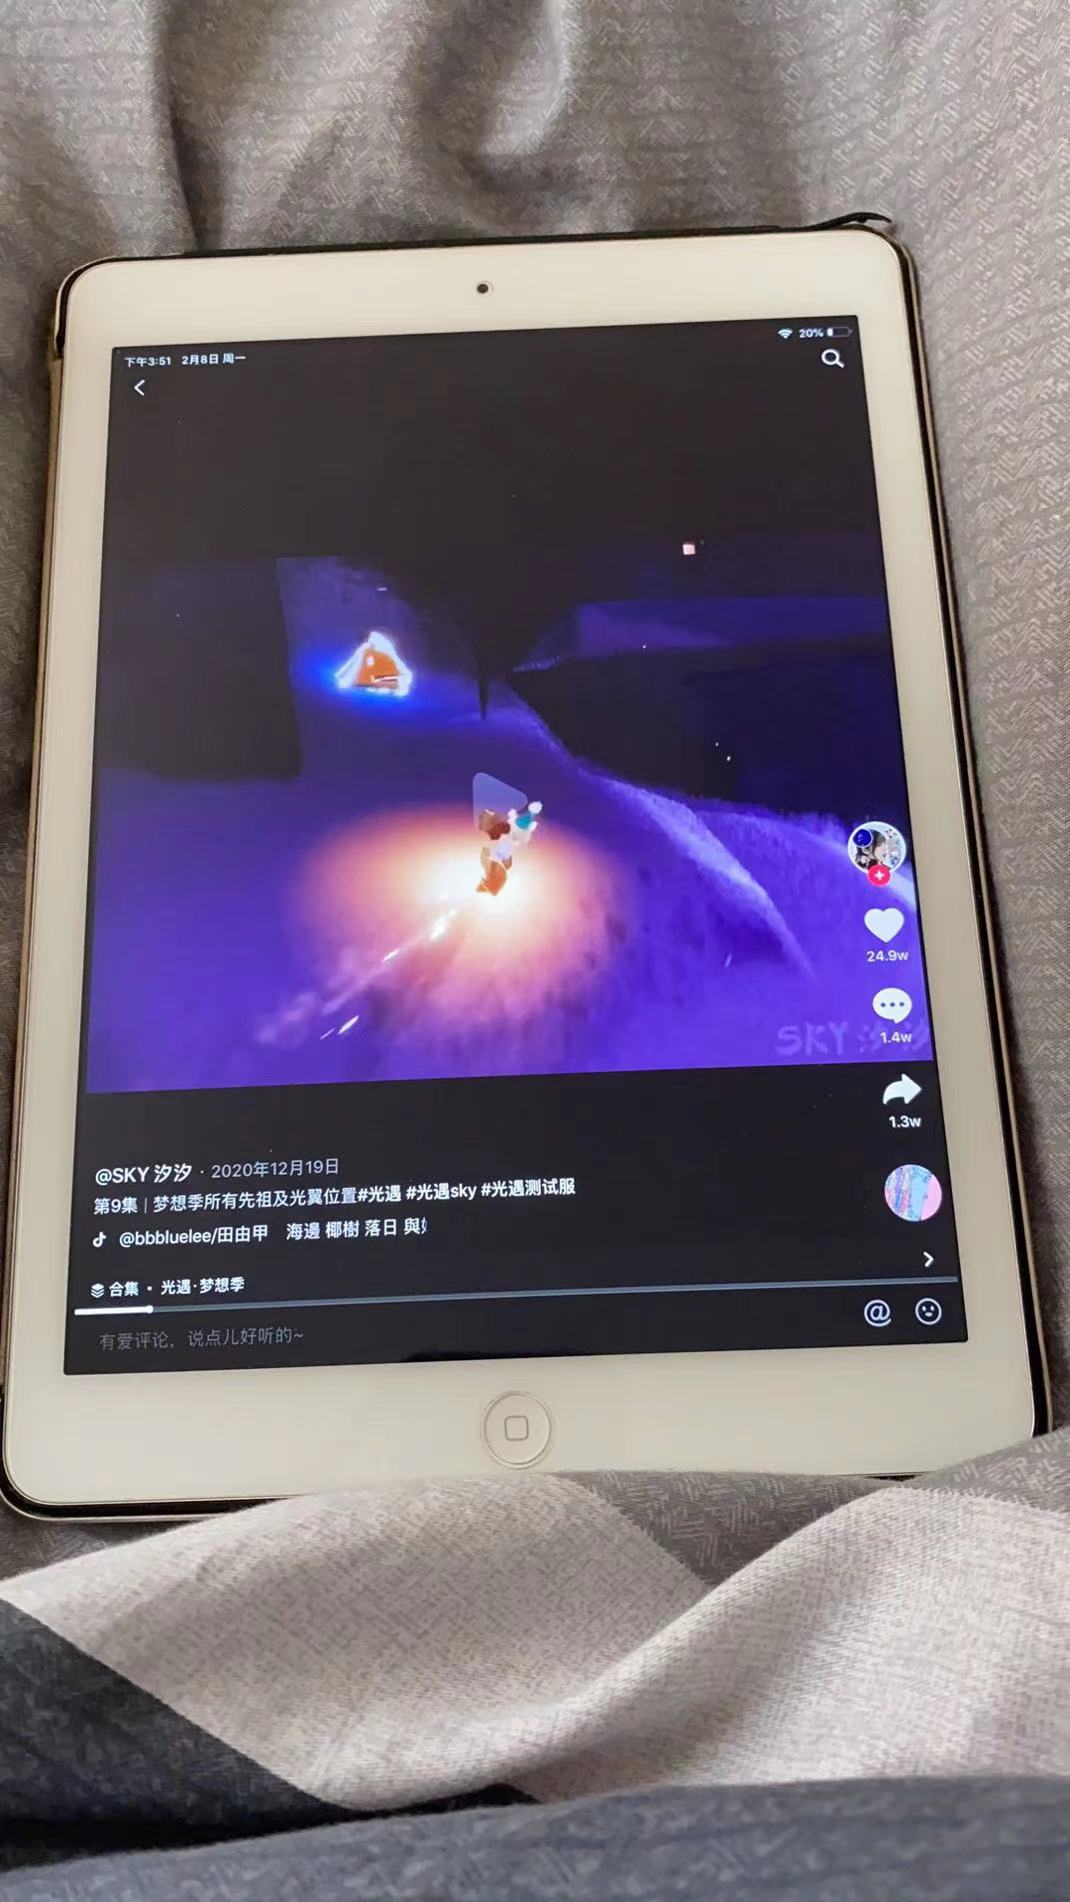 下午3:51 2月8日 周一
20%
24.9w
SKY 汐汐
1.4w
1.3w
@SKY 汐汐 · 2020年12月19日
第9集 | 梦想季所有先祖及光翼位置#光遇 #光遇sky #光遇测试服
@bbbluelee/田由甲 海邊 椰樹 落日 與
合集 · 光遇·梦想季
有爱评论，说点儿好听的~